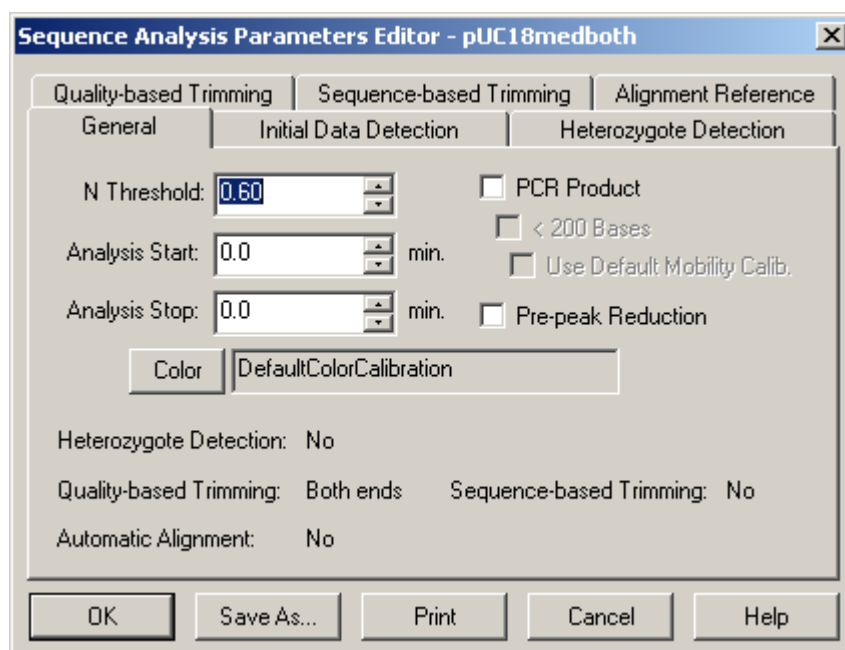 Sequence Analysis Parameters Editor - pUC18medboth
Quality-based Trimming Sequence-based Trimming Alignment Reference
General Initial Data Detection Heterozygote Detection
N Threshold: 0.60 PCR Product
< 200 Bases
Analysis Start: 0.0 min. Use Default Mobility Calib.
Analysis Stop: 0.0 min. Pre-peak Reduction
Color DefaultColorCalibration
Heterozygote Detection: No
Quality-based Trimming: Both ends Sequence-based Trimming: No
Automatic Alignment: No
OK Save As... Print Cancel Help